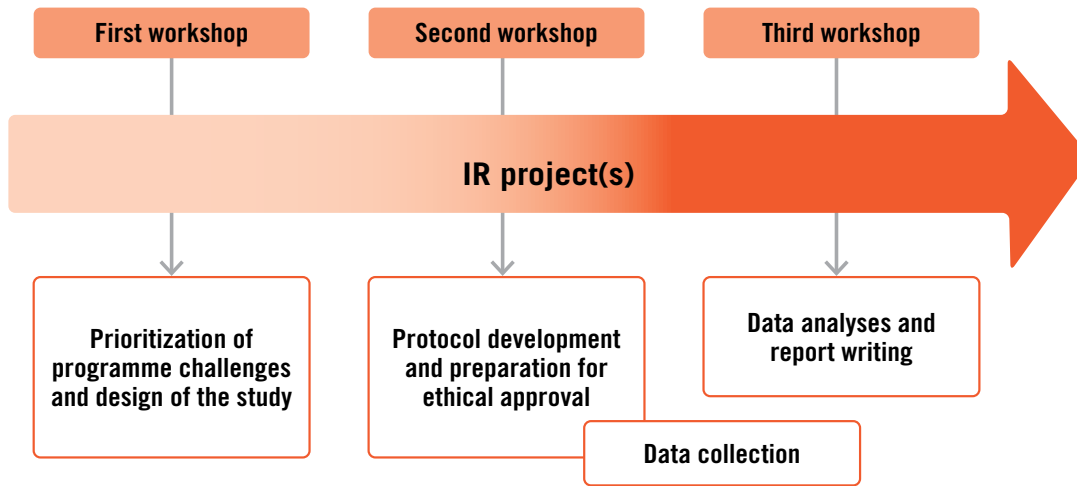 First workshop
Second workshop
Third workshop
IR project(s)
Prioritization of
programme challenges
and design of the study
Protocol development
and preparation for
ethical approval
Data analyses and
report writing
Data collection